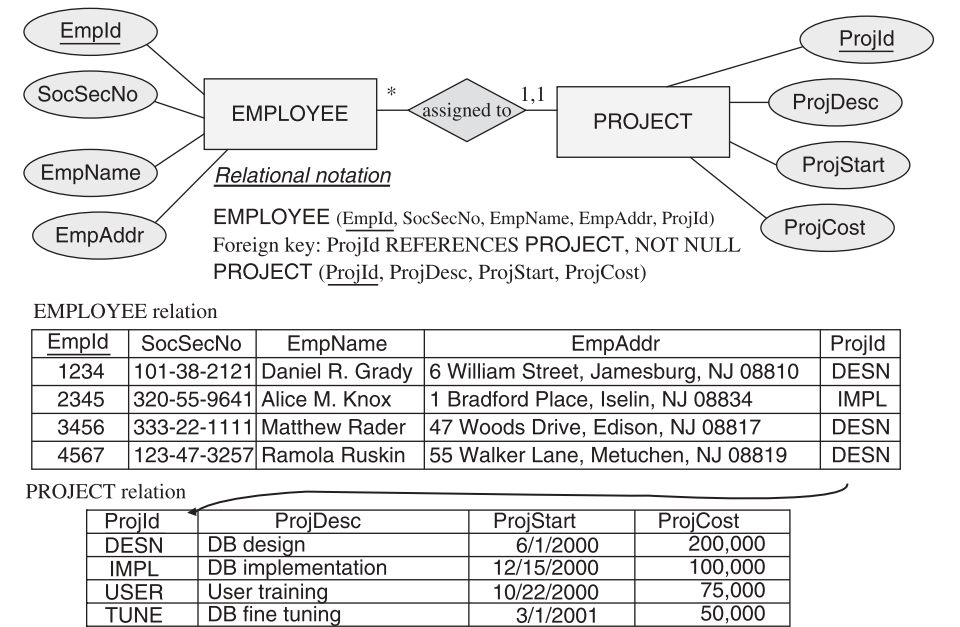 EmpId
SocSecNo
EmpName
EmpAddr
EMPLOYEE
*
assigned to
1,1
PROJECT
ProjId
ProjDesc
ProjStart
ProjCost
Relational notation
EMPLOYEE (EmpId, SocSecNo, EmpName, EmpAddr, ProjId)
Foreign key: ProjId REFERENCES PROJECT, NOT NULL
PROJECT (ProjId, ProjDesc, ProjStart, ProjCost)
EMPLOYEE relation
EmpId SocSecNo EmpName EmpAddr ProjId
1234 101-38-2121 Daniel R. Grady 6 William Street, Jamesburg, NJ 08810 DESN
2345 320-55-9641 Alice M. Knox 1 Bradford Place, Iselin, NJ 08834 IMPL
3456 333-22-1111 Matthew Rader 47 Woods Drive, Edison, NJ 08817 DESN
4567 123-47-3257 Ramola Ruskin 55 Walker Lane, Metuchen, NJ 08819 DESN
PROJECT relation
ProjId ProjDesc ProjStart ProjCost
DESN DB design 6/1/2000 200,000
IMPL DB implementation 12/15/2000 100,000
USER User training 10/22/2000 75,000
TUNE DB fine tuning 3/1/2001 50,000